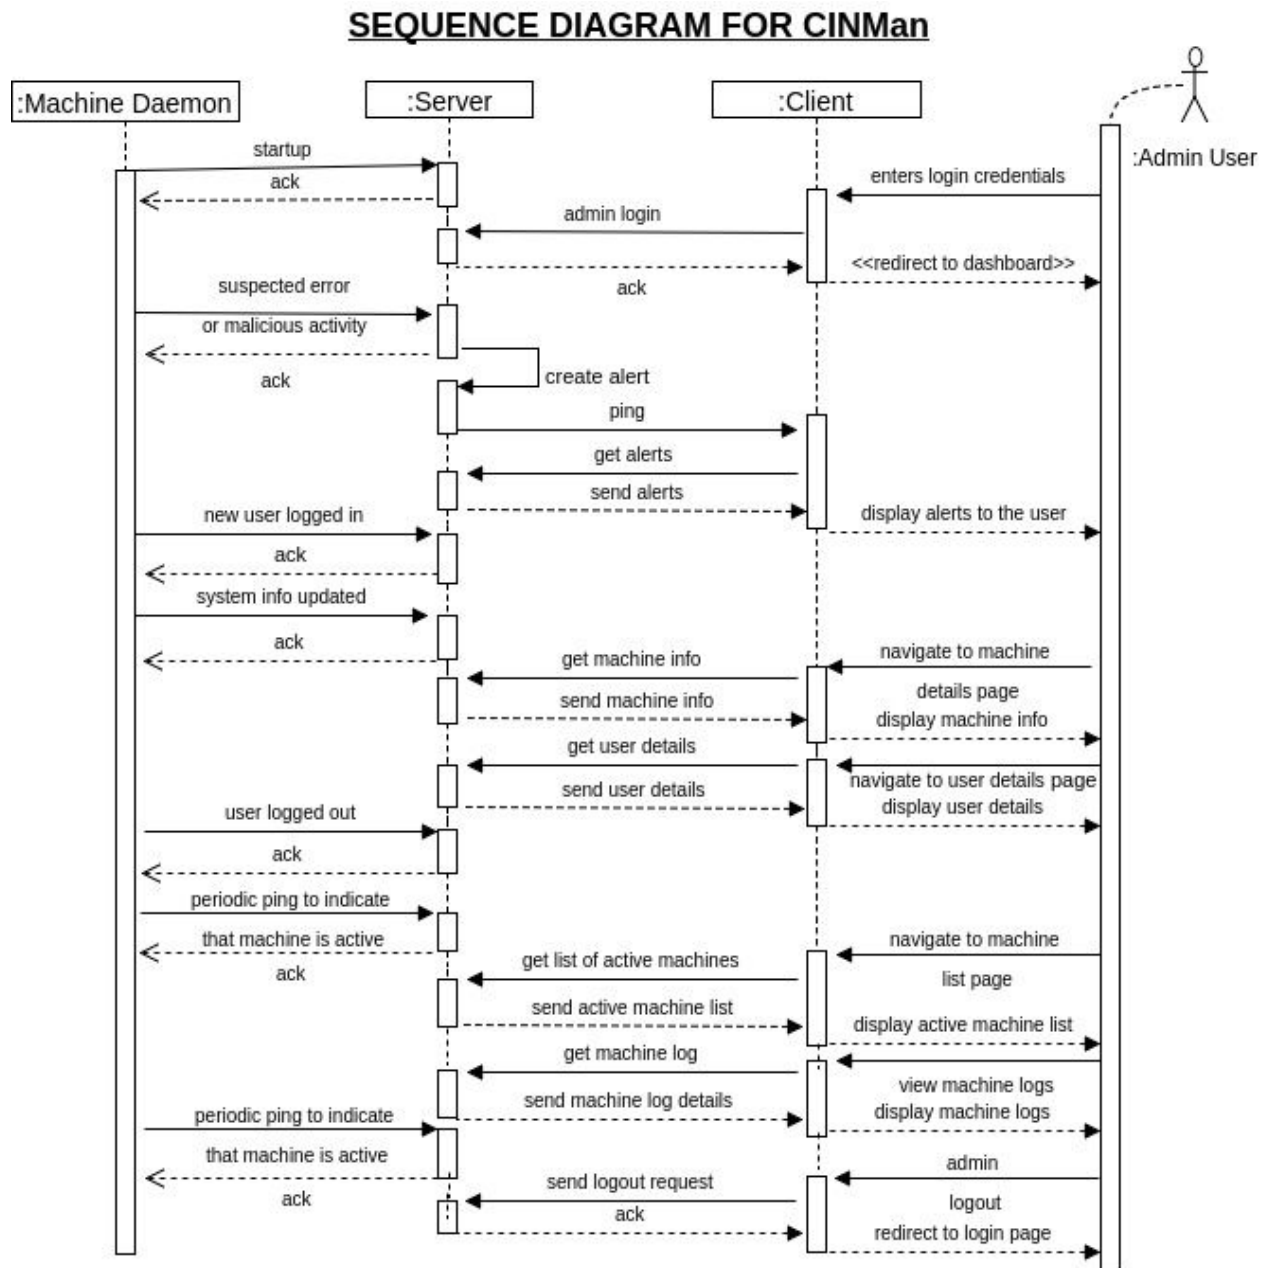 SEQUENCE DIAGRAM FOR CINMan
:Machine Daemon
:Server
:Client
:Admin User
startup
ack
enters login credentials
admin login
<<redirect to dashboard>>
ack
suspected error
or malicious activity
ack
create alert
ping
get alerts
send alerts
display alerts to the user
new user logged in
ack
system info updated
ack
navigate to machine
details page
get machine info
send machine info
display machine info
get user details
navigate to user details page
send user details
display user details
user logged out
ack
periodic ping to indicate
that machine is active
ack
navigate to machine
list page
get list of active machines
send active machine list
display active machine list
get machine log
view machine logs
send machine log details
display machine logs
periodic ping to indicate
that machine is active
ack
admin
logout
send logout request
ack
redirect to login page